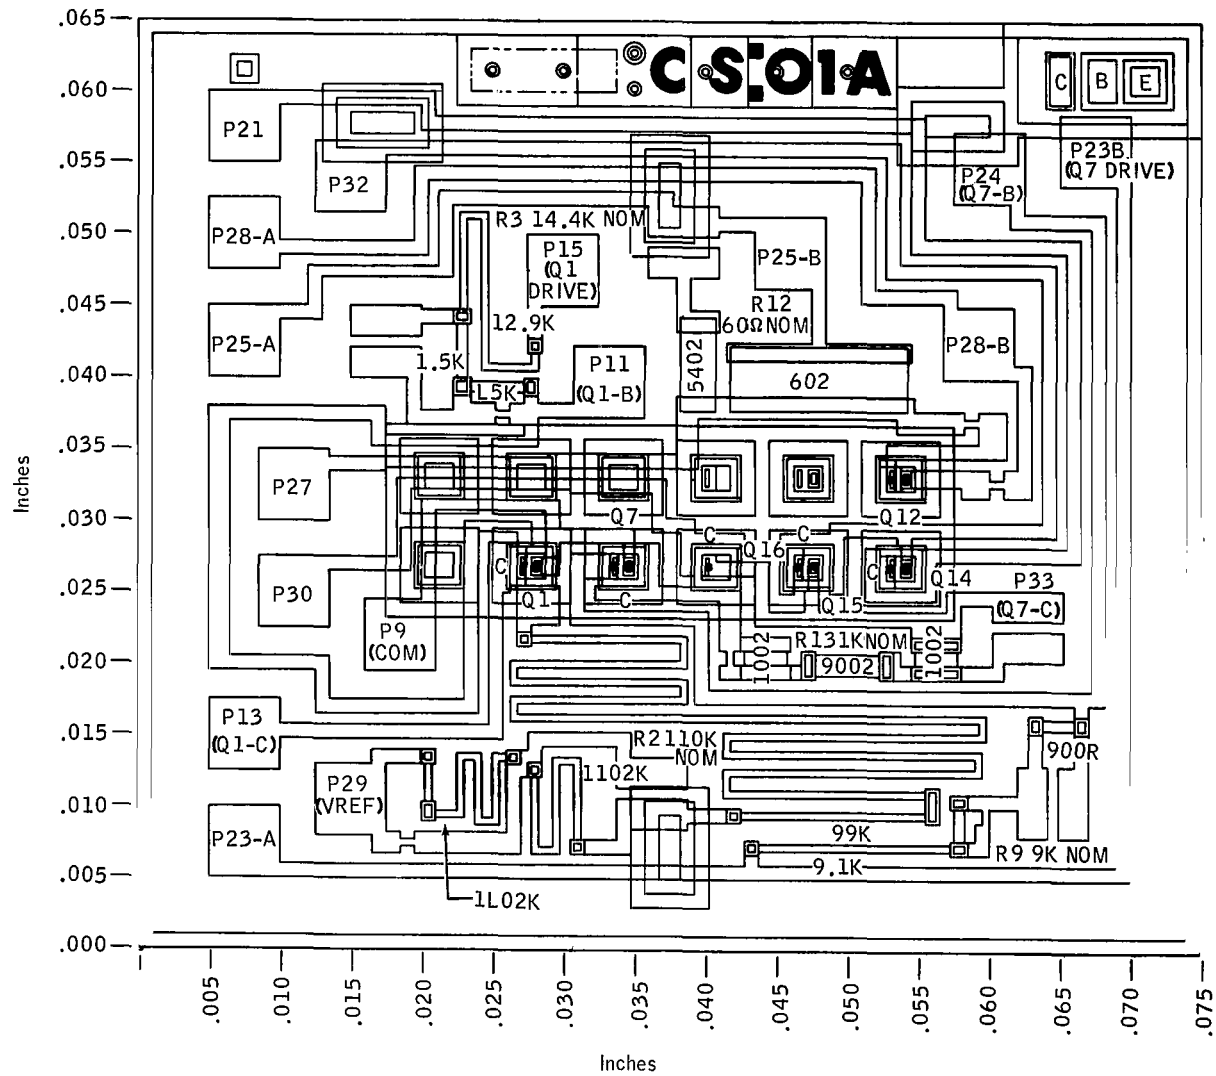 .065
.060
.055
.050
.045
.040
.035
.030
.025
.020
.015
.010
.005
.000
Inches
CS01A
C
B
E
P21
P32
P28-A
P25-A
R3 14.4K NOM
P15
(Q1
DRIVE)
12.9K
1.5K
P11
(Q1-B)
P24
(Q7-B)
P23B
(Q7 DRIVE)
P25-B
R12
60Ω NOM
5402
602
P28-B
P27
Q7
Q12
P30
C
Q1
C
C
Q16
C
Q15
C
Q14
P33
(Q7-C)
P9
(COM)
1002
R13 1K NOM
9002
1002
P13
(Q1-C)
R2 110K
NOM
1102K
900R
P29
(VREF)
P23-A
99K
9.1K
R9 9K NOM
.005
.010
.015
.020
.025
.030
.035
.040
.045
.050
.055
.060
.065
.070
.075
Inches